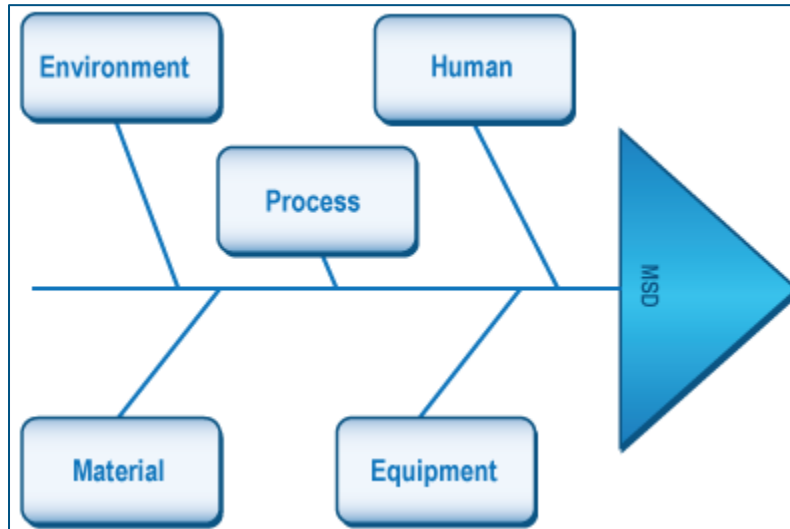 Environment
Human
Process
MSD
Material
Equipment